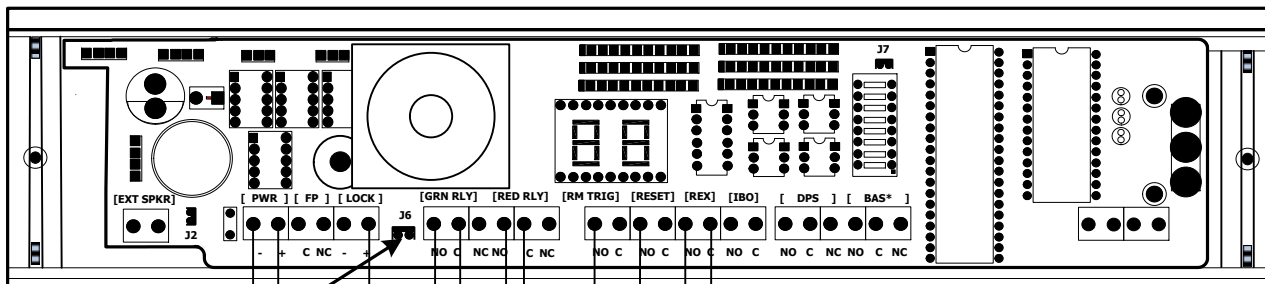 J7
[EXT SPKR]
J2
[ PWR ] [ FP ] [ LOCK ]
J6
[GRN RLY] [RED RLY] [RM TRIG] [RESET] [REX] [IBO] [ DPS ] [ BAS* ]
- + C NC - + NO C NC NO C NC NO C NO C NO C NO C NO C NC NO C NC
88